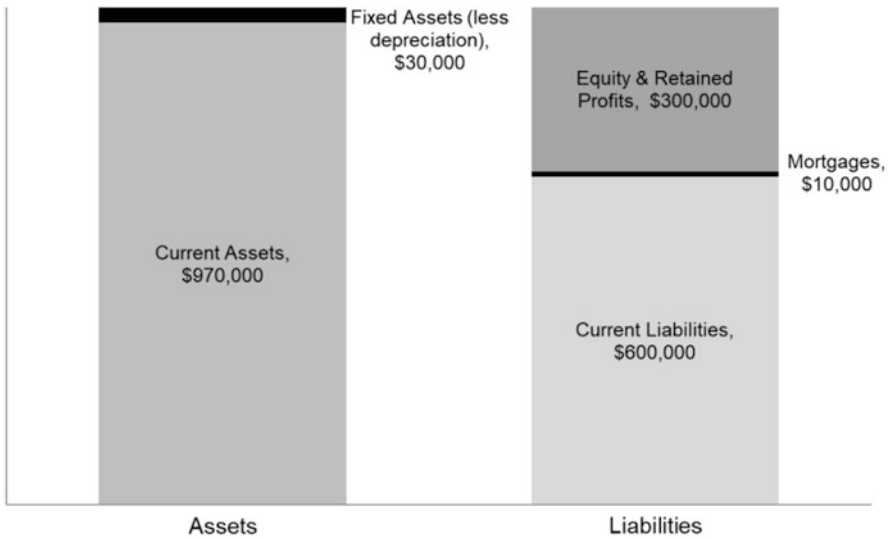 Fixed Assets (less
depreciation),
$30,000
Equity & Retained
Profits,  $300,000
Mortgages,
$10,000
Current Assets,
$970,000
Current Liabilities,
$600,000
Assets
Liabilities